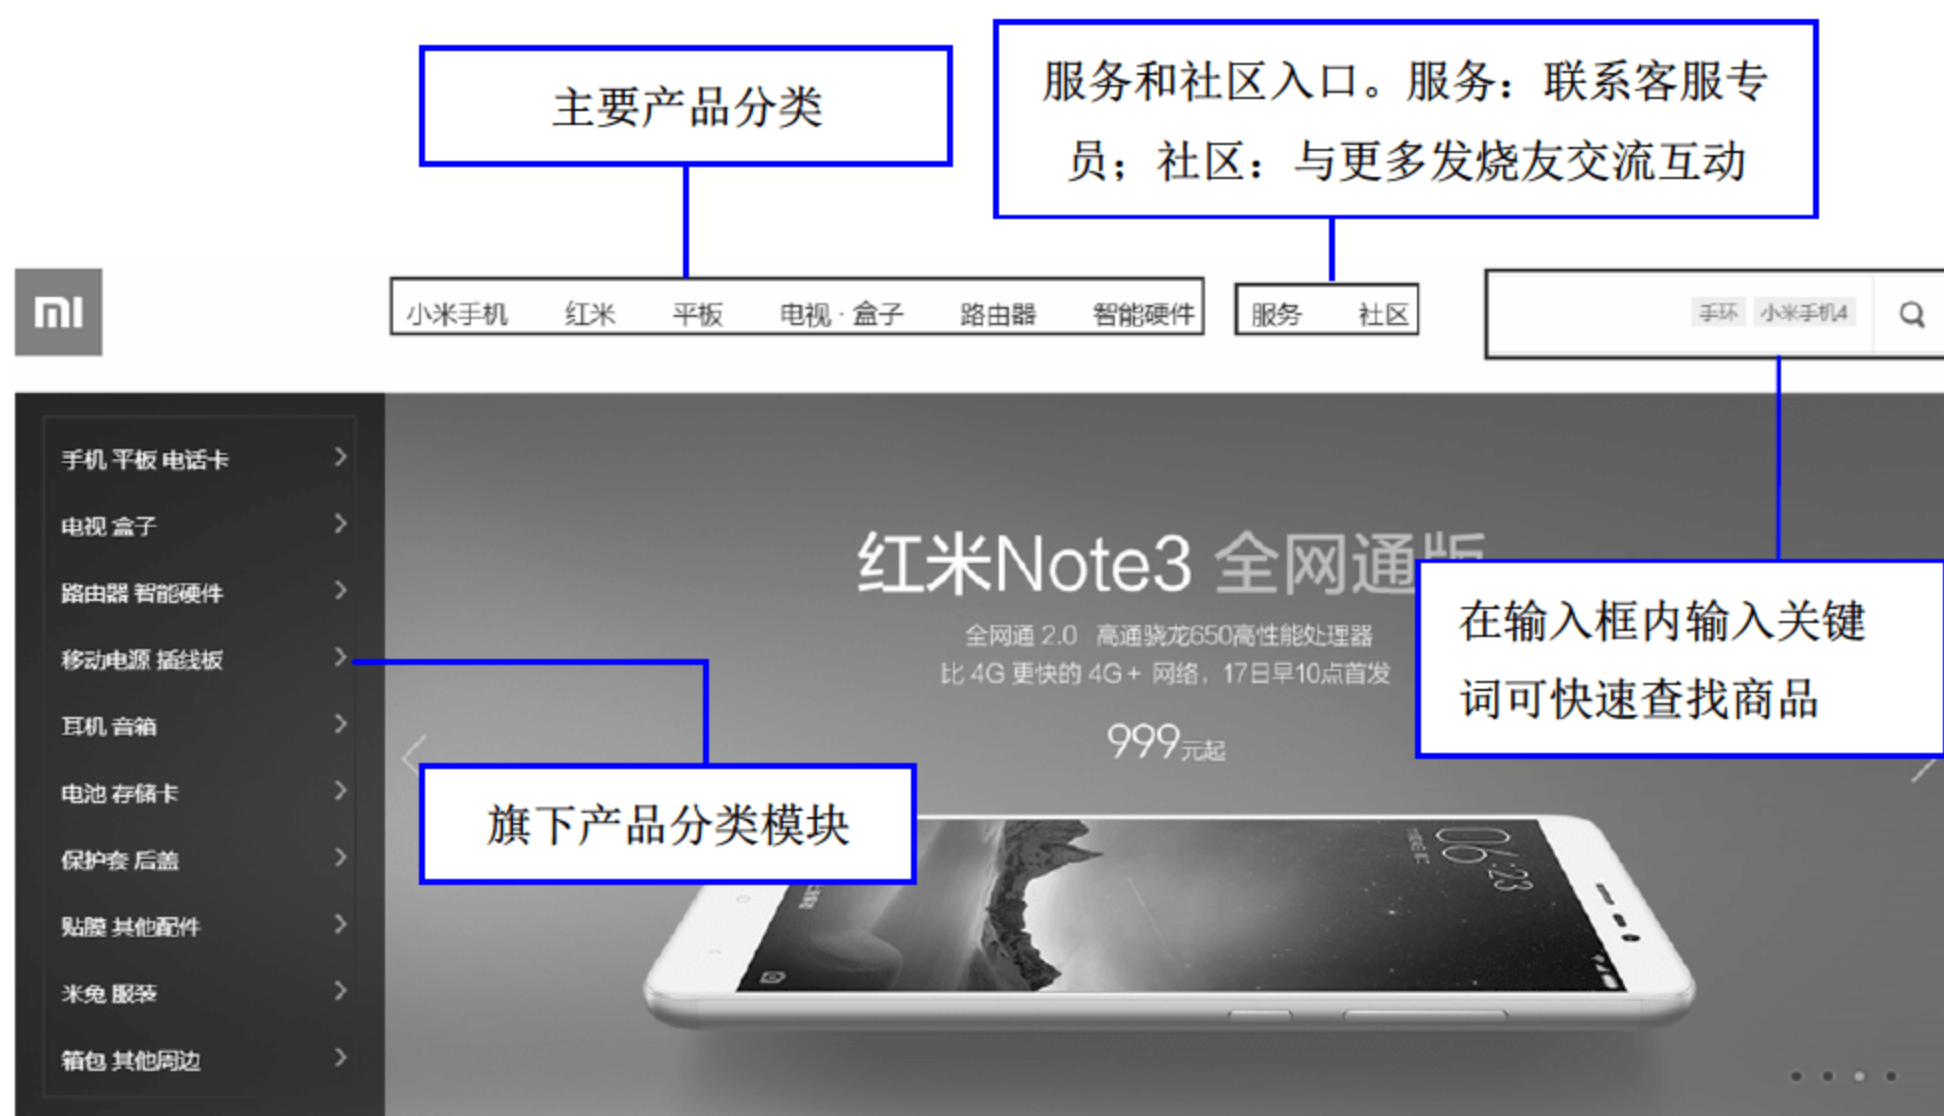 主要产品分类
服务和社区入口。服务：联系客服专
员；社区：与更多发烧友交流互动
MI
小米手机 红米 平板 电视·盒子 路由器 智能硬件 服务 社区 手环 小米手机4
手机 平板 电话卡
电视 盒子
路由器 智能硬件
移动电源 插线板
耳机 音箱
电池 存储卡
保护套 后盖
贴膜 其他配件
米兔 服装
箱包 其他周边
红米Note3 全网通版
全网通 2.0 高通骁龙650高性能处理器
比 4G 更快的 4G+ 网络，17日早10点首发
999元起
在输入框内输入关键
词可快速查找商品
旗下产品分类模块
06:23